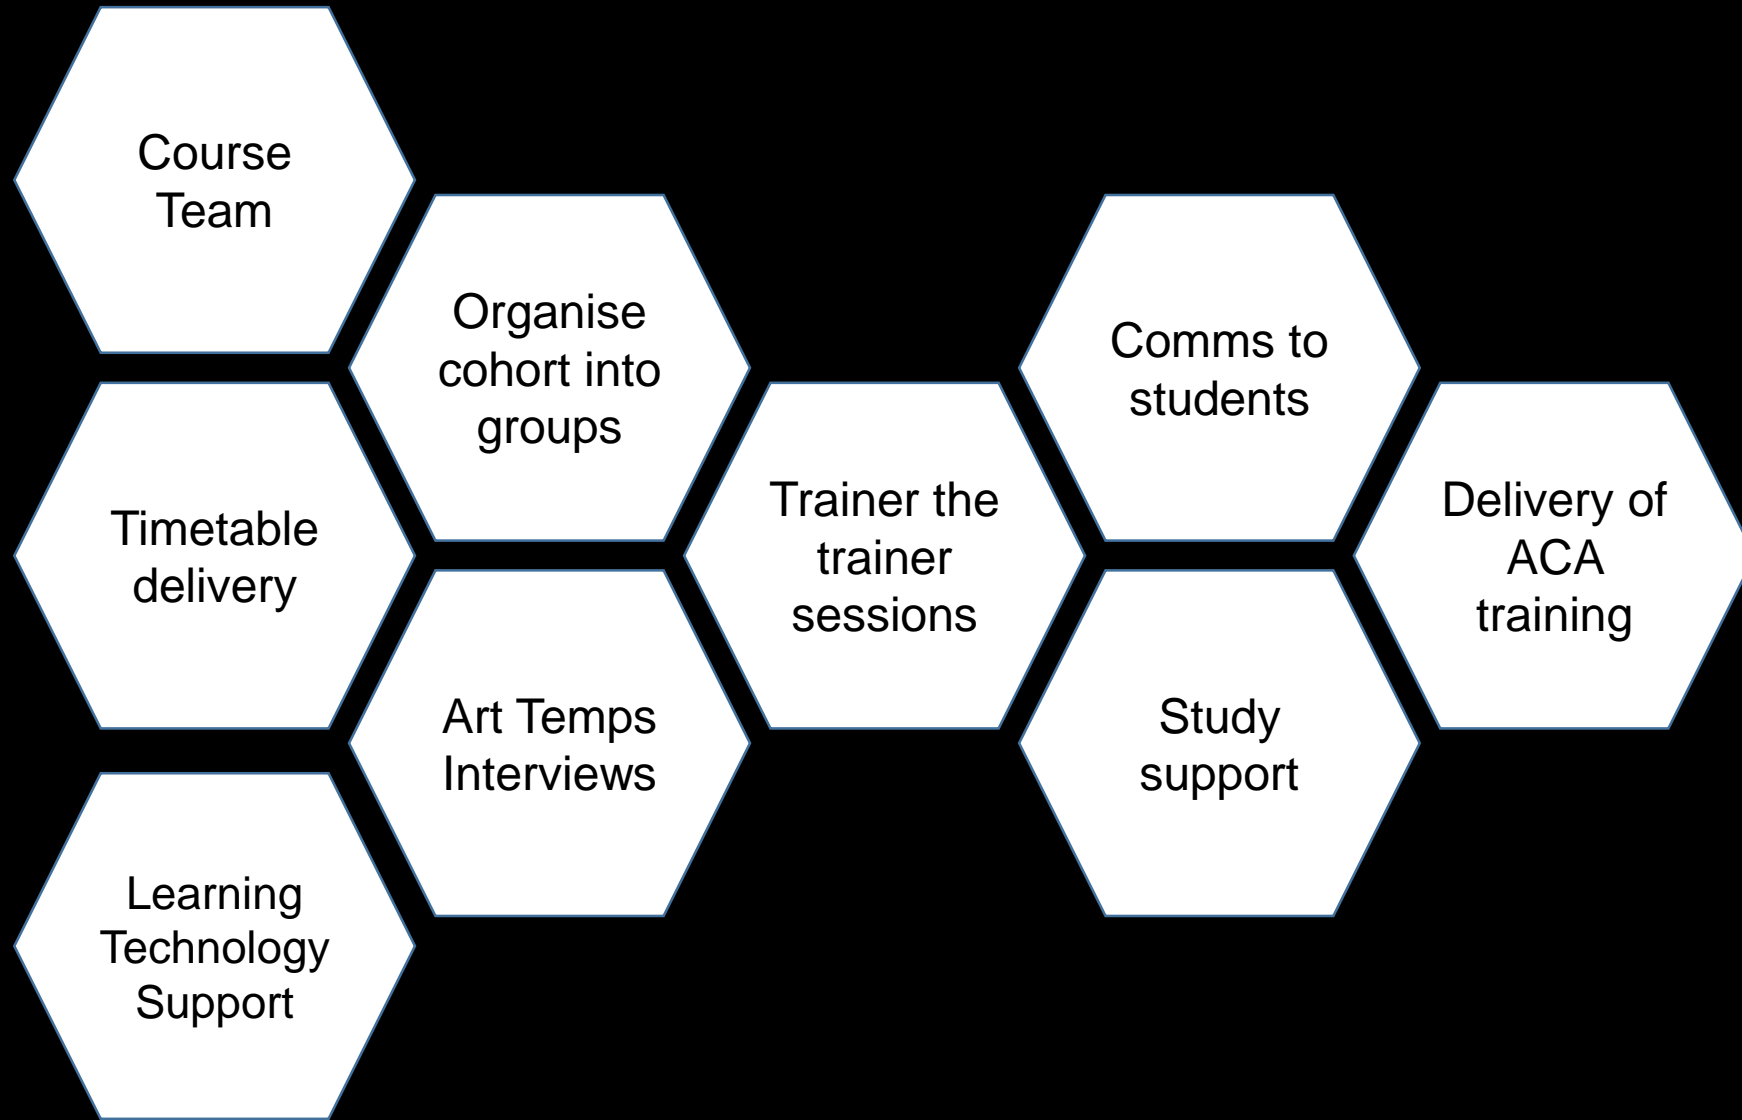 Course
Team
Timetable
delivery
Learning
Technology
Support
Organise
cohort into
groups
Art Temps
Interviews
Trainer the
trainer
sessions
Comms to
students
Study
support
Delivery of
ACA
training